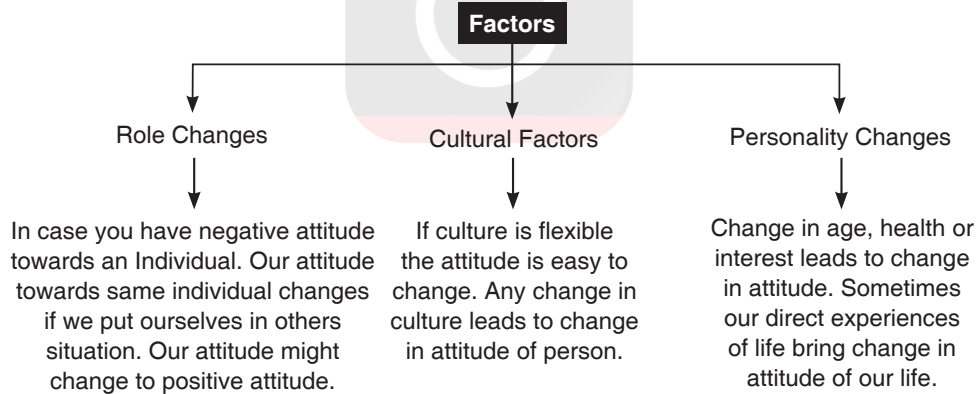 Factors
Role Changes
In case you have negative attitude
towards an Individual. Our attitude
towards same individual changes
if we put ourselves in others
situation. Our attitude might
change to positive attitude.
Cultural Factors
If culture is flexible
the attitude is easy to
change. Any change in
culture leads to change
in attitude of person.
Personality Changes
Change in age, health or
interest leads to change
in attitude. Sometimes
our direct experiences
of life bring change in
attitude of our life.